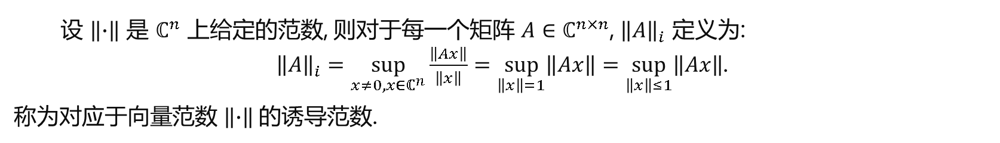 设 ‖·‖ 是 ℂⁿ 上给定的范数, 则对于每一个矩阵 A ∈ ℂⁿˣⁿ, ‖A‖ᵢ 定义为:
‖A‖ᵢ = sup_{x≠0,x∈ℂⁿ} ‖Ax‖/‖x‖ = sup_{‖x‖=1} ‖Ax‖ = sup_{‖x‖≤1} ‖Ax‖.
称为对应于向量范数 ‖·‖ 的诱导范数.